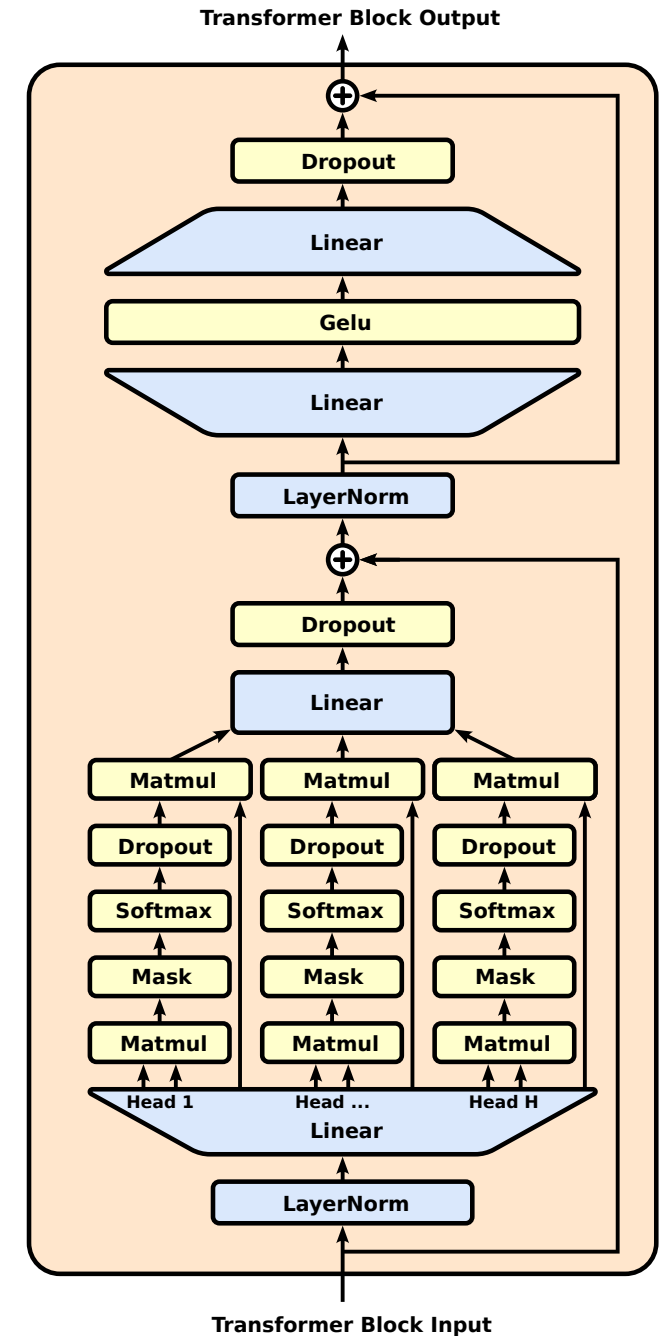 Transformer Block Output
Dropout
Linear
Gelu
Linear
LayerNorm
Dropout
Linear
Matmul Matmul Matmul
Dropout Dropout Dropout
Softmax Softmax Softmax
Mask Mask Mask
Matmul Matmul Matmul
Head 1 Head ... Head H
Linear
LayerNorm
Transformer Block Input